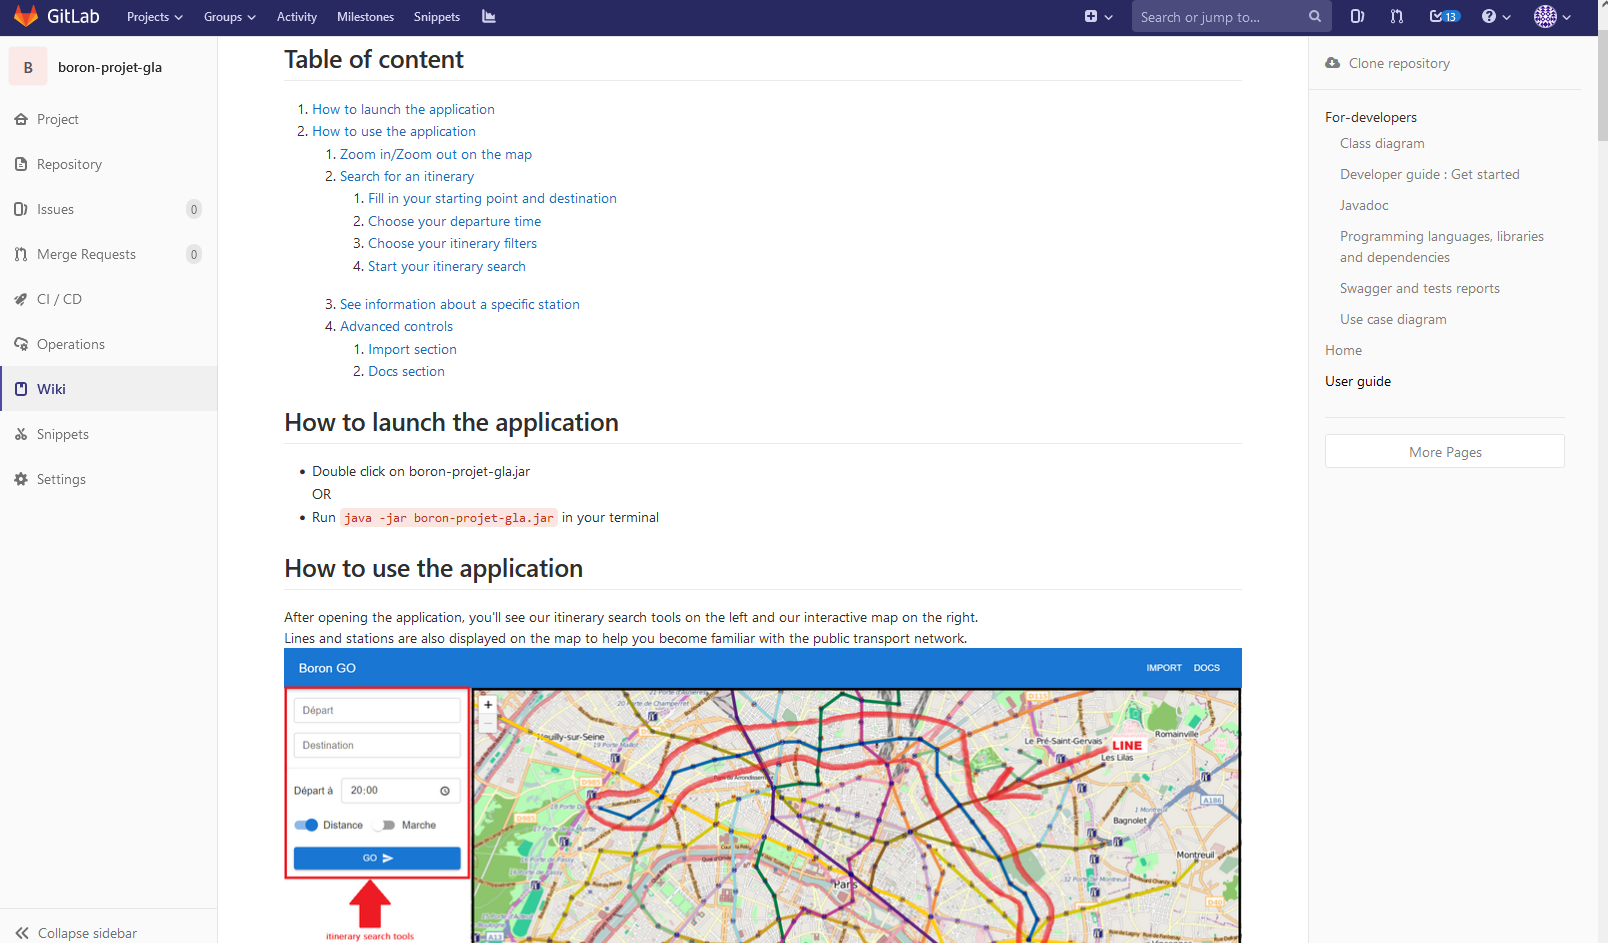 GitLab
Projects
Groups
Activity
Milestones
Snippets
Search or jump to...
13
B
boron-projet-gla
Project
Repository
Issues
0
Merge Requests
0
CI / CD
Operations
Wiki
Snippets
Settings
Collapse sidebar
Table of content
1. How to launch the application
2. How to use the application
1. Zoom in/Zoom out on the map
2. Search for an itinerary
1. Fill in your starting point and destination
2. Choose your departure time
3. Choose your itinerary filters
4. Start your itinerary search
3. See information about a specific station
4. Advanced controls
1. Import section
2. Docs section
How to launch the application
• Double click on boron-projet-gla.jar
OR
• Run java -jar boron-projet-gla.jar in your terminal
How to use the application
After opening the application, you'll see our itinerary search tools on the left and our interactive map on the right.
Lines and stations are also displayed on the map to help you become familiar with the public transport network.
Boron GO
IMPORT
DOCS
Départ
Destination
Départ à
20:00
Distance
Marche
GO
itinerary search tools
+
−
Neuilly-sur-Seine
Le Pré-Saint-Gervais
Romainville
LINE
Les Lilas
A186
Bagnolet
Montreuil
Paris
A13
Clone repository
For-developers
Class diagram
Developer guide : Get started
Javadoc
Programming languages, libraries
and dependencies
Swagger and tests reports
Use case diagram
Home
User guide
More Pages